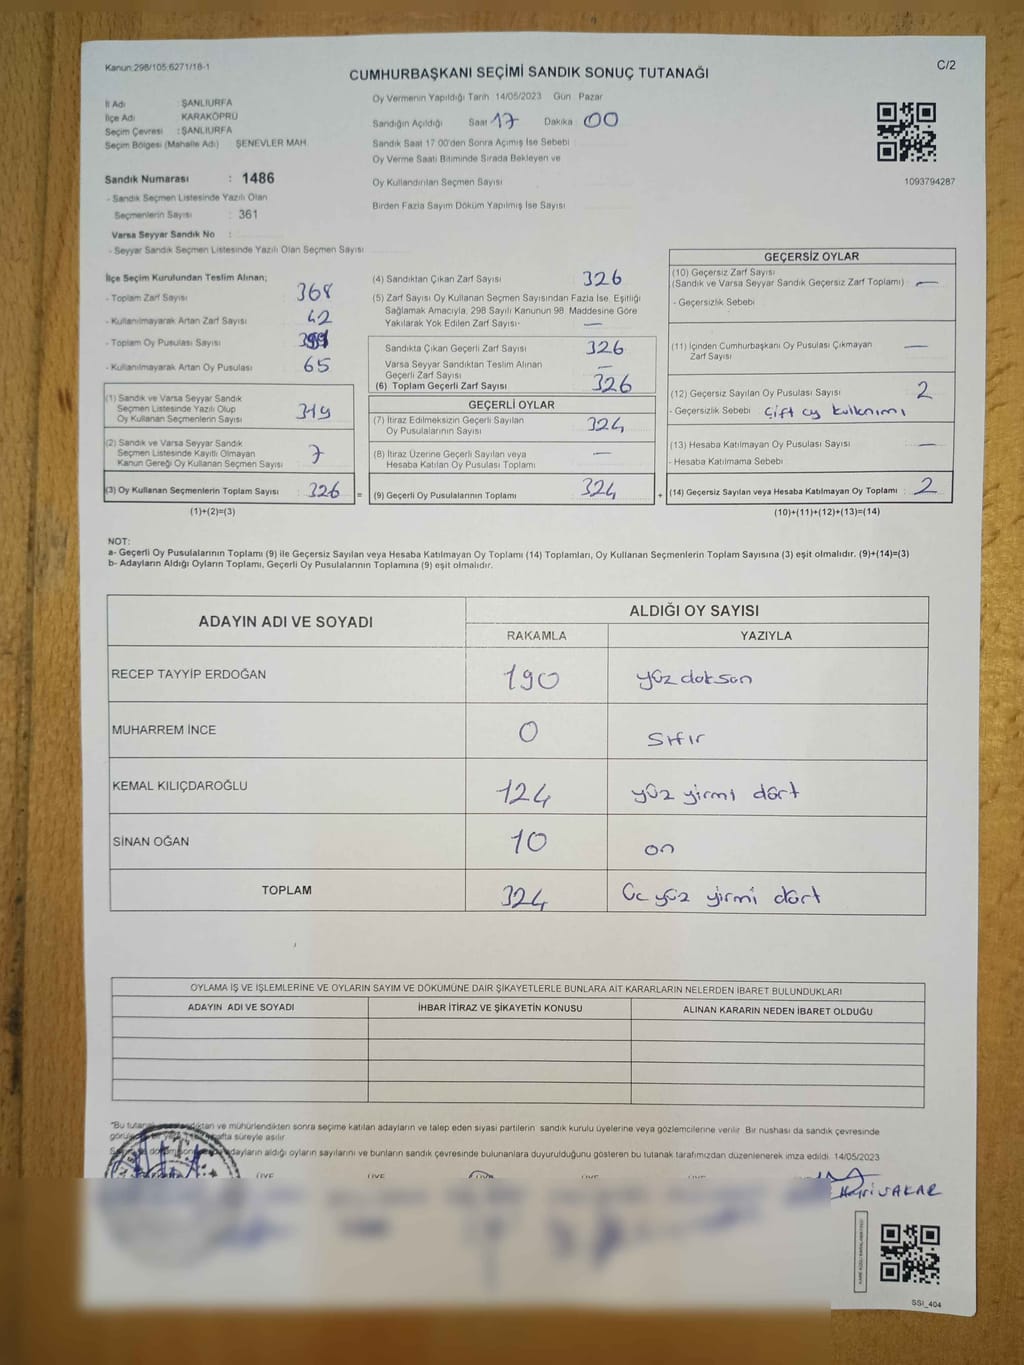 Kanun:298/105:6271/18-1
CUMHURBAŞKANI SEÇİMİ SANDIK SONUÇ TUTANAĞI
C/2
İl Adı : ŞANLIURFA
İlçe Adı : KARAKÖPRÜ
Seçim Çevresi : ŞANLIURFA
Seçim Bölgesi (Mahalle Adı) ŞENEVLER MAH.
Oy Vermenin Yapıldığı Tarih 14/05/2023 Gün Pazar
Sandığın Açıldığı Saat 17 Dakika 00
Sandık Saat 17:00'den Sonra Açımış İse Sebebi :
Oy Verme Saati Bitiminde Sırada Bekleyen ve
Oy Kullandırılan Seçmen Sayısı
Birden Fazla Sayım Döküm Yapılmış İse Sayısı
1093794287
Sandık Numarası : 1486
- Sandık Seçmen Listesinde Yazılı Olan
Seçmenlerin Sayısı : 361
Varsa Seyyar Sandık No :
- Seyyar Sandık Seçmen Listesinde Yazılı Olan Seçmen Sayısı:
İlçe Seçim Kurulundan Teslim Alınan;
- Toplam Zarf Sayısı 368
- Kullanılmayarak Artan Zarf Sayısı 42
- Toplam Oy Pusulası Sayısı
- Kullanılmayarak Artan Oy Pusulası 65
(1) Sandık ve Varsa Seyyar Sandık
Seçmen Listesinde Yazılı Olup
Oy Kullanan Seçmenlerin Sayısı 319
(2) Sandık ve Varsa Seyyar Sandık
Seçmen Listesinde Kayıtlı Olmayan
Kanun Gereği Oy Kullanan Seçmen Sayısı 7
(3) Oy Kullanan Seçmenlerin Toplam Sayısı 326 =
(1)+(2)=(3)
(4) Sandıktan Çıkan Zarf Sayısı 326
(5) Zarf Sayısı Oy Kullanan Seçmen Sayısından Fazla İse, Eşitliği
Sağlamak Amacıyla, 298 Sayılı Kanunun 98. Maddesine Göre
Yakılarak Yok Edilen Zarf Sayısı- —
Sandıkta Çıkan Geçerli Zarf Sayısı 326
Varsa Seyyar Sandıktan Teslim Alınan
Geçerli Zarf Sayısı —
(6) Toplam Geçerli Zarf Sayısı 326
GEÇERLİ OYLAR
(7) İtiraz Edilmeksizin Geçerli Sayılan
Oy Pusulalarının Sayısı 324
(8) İtiraz Üzerine Geçerli Sayılan veya
Hesaba Katılan Oy Pusulası Toplamı —
(9) Geçerli Oy Pusulalarının Toplamı 324 +
GEÇERSİZ OYLAR
(10) Geçersiz Zarf Sayısı
(Sandık ve Varsa Seyyar Sandık Geçersiz Zarf Toplamı) : —
- Geçersizlik Sebebi
(11) İçinden Cumhurbaşkanı Oy Pusulası Çıkmayan
Zarf Sayısı —
(12) Geçersiz Sayılan Oy Pusulası Sayısı 2
- Geçersizlik Sebebi Çift oy
(13) Hesaba Katılmayan Oy Pusulası Sayısı —
- Hesaba Katılmama Sebebi
(14) Geçersiz Sayılan veya Hesaba Katılmayan Oy Toplamı : 2
(10)+(11)+(12)+(13)=(14)
NOT:
a- Geçerli Oy Pusulalarının Toplamı (9) ile Geçersiz Sayılan veya Hesaba Katılmayan Oy Toplamı (14) Toplamları, Oy Kullanan Seçmenlerin Toplam Sayısına (3) eşit olmalıdır. (9)+(14)=(3)
b- Adayların Aldığı Oyların Toplamı, Geçerli Oy Pusulalarının Toplamına (9) eşit olmalıdır.
ADAYIN ADI VE SOYADI
ALDIĞI OY SAYISI
RAKAMLA YAZIYLA
RECEP TAYYİP ERDOĞAN 190 yüz doksan
MUHARREM İNCE 0 Sıfır
KEMAL KILIÇDAROĞLU 124 yüz yirmi dört
SİNAN OĞAN 10 on
TOPLAM 324 Üç yüz yirmi dört
OYLAMA İŞ VE İŞLEMLERİNE VE OYLARIN SAYIM VE DÖKÜMÜNE DAİR ŞİKAYETLERLE BUNLARA AİT KARARLARIN NELERDEN İBARET BULUNDUKLARI
ADAYIN ADI VE SOYADI İHBAR İTİRAZ VE ŞİKAYETİN KONUSU ALINAN KARARIN NEDEN İBARET OLDUĞU
"Bu ve mühürlendikten sonra seçime katılan adayların ve talep eden siyasi partilerin sandık kurulu üyelerine veya gözlemcilerine verilir. Bir nushası da sandık çevresinde
hafta süreyle asılır.
adayların aldığı oyların sayılarını ve bunların sandık çevresinde bulunanlara duyurulduğunu gösteren bu tutanak tarafımızdan düzenlenerek imza edildi. 14/05/2023
ÜYE ÜYE ÜYE ÜYE ÜYE
SSİ_404